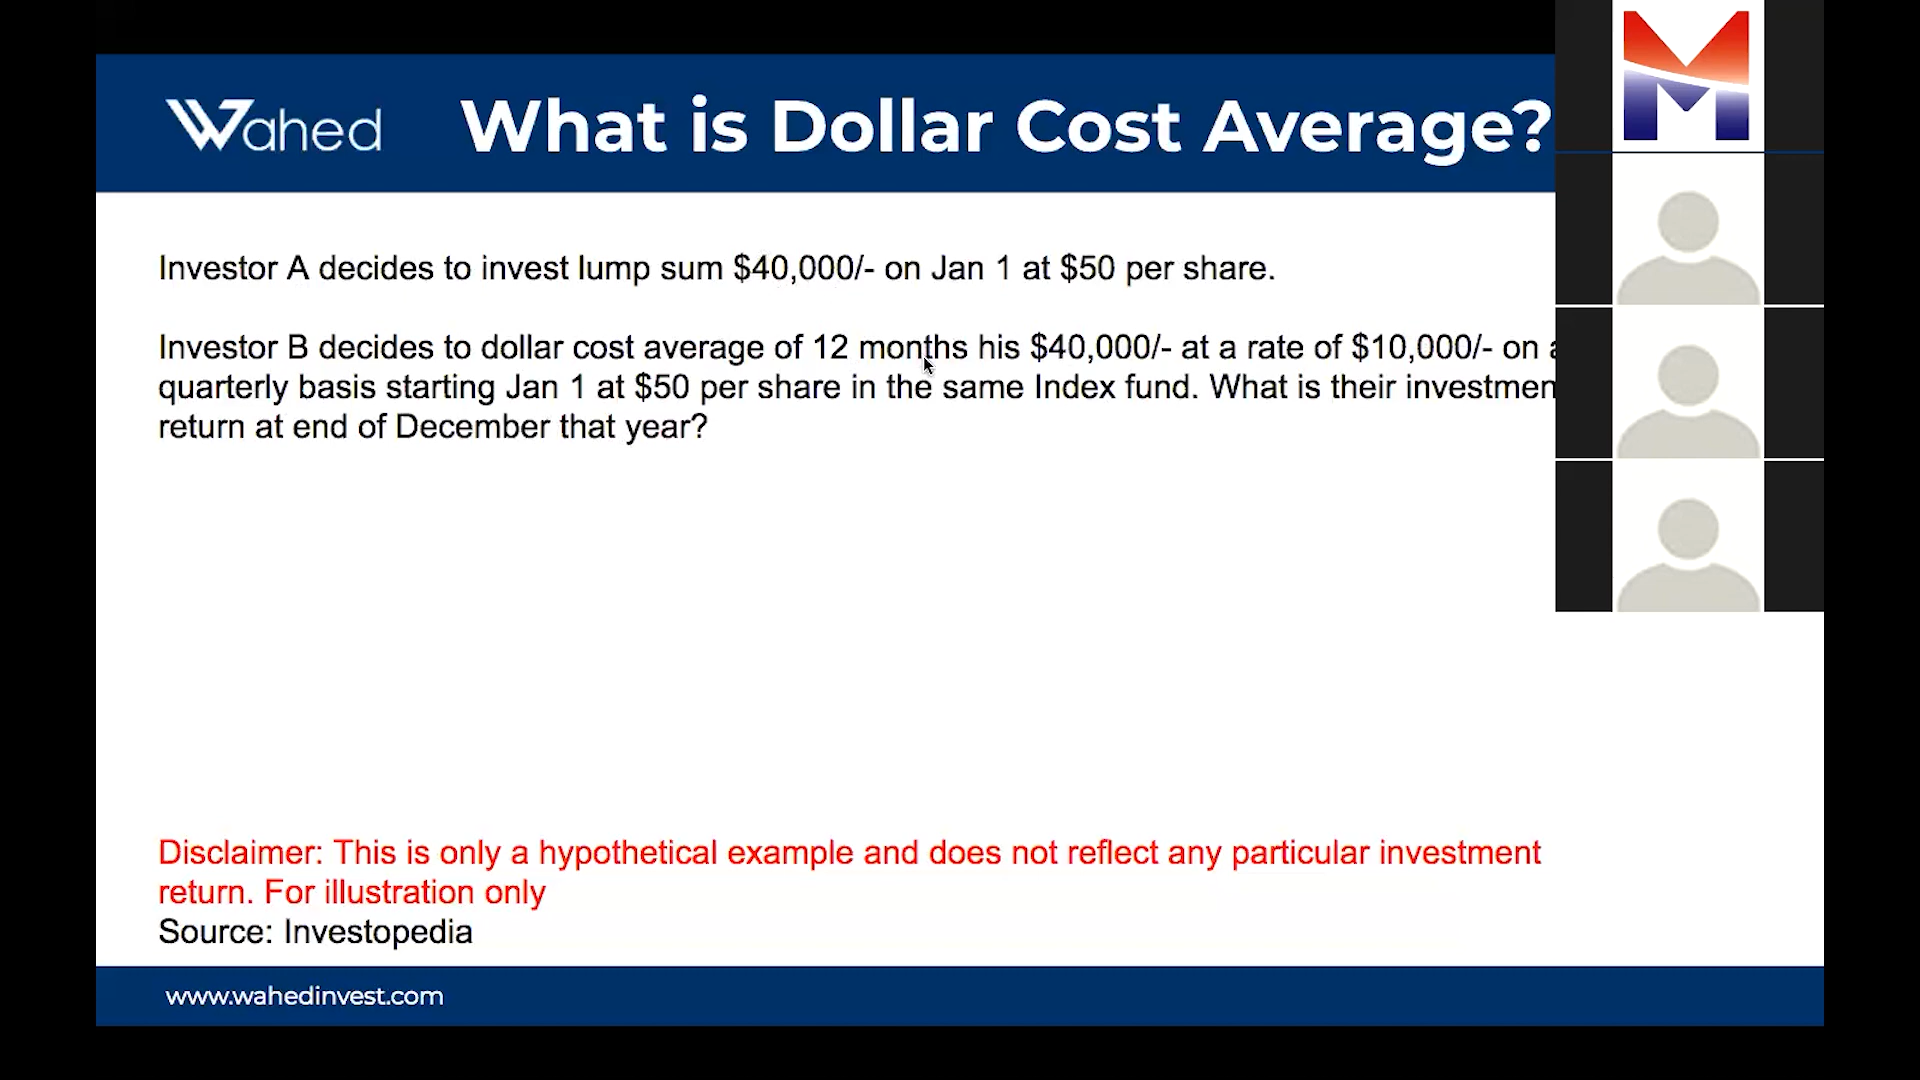 Wahed What is Dollar Cost Average?
Investor A decides to invest lump sum $40,000/- on Jan 1 at $50 per share.
Investor B decides to dollar cost average of 12 months his $40,000/- at a rate of $10,000/- on
quarterly basis starting Jan 1 at $50 per share in the same Index fund. What is their investmen
return at end of December that year?
Disclaimer: This is only a hypothetical example and does not reflect any particular investment
return. For illustration only
Source: Investopedia
www.wahedinvest.com
M